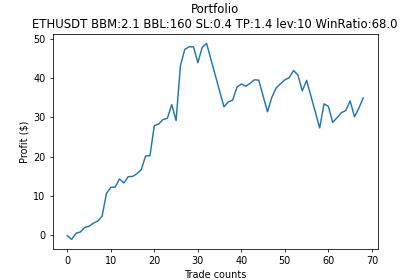 Portfolio
ETHUSDT BBM:2.1 BBL:160 SL:0.4 TP:1.4 lev:10 WinRatio:68.0
50
40
30
20
10
0
Profit ($)
0 10 20 30 40 50 60 70
Trade counts